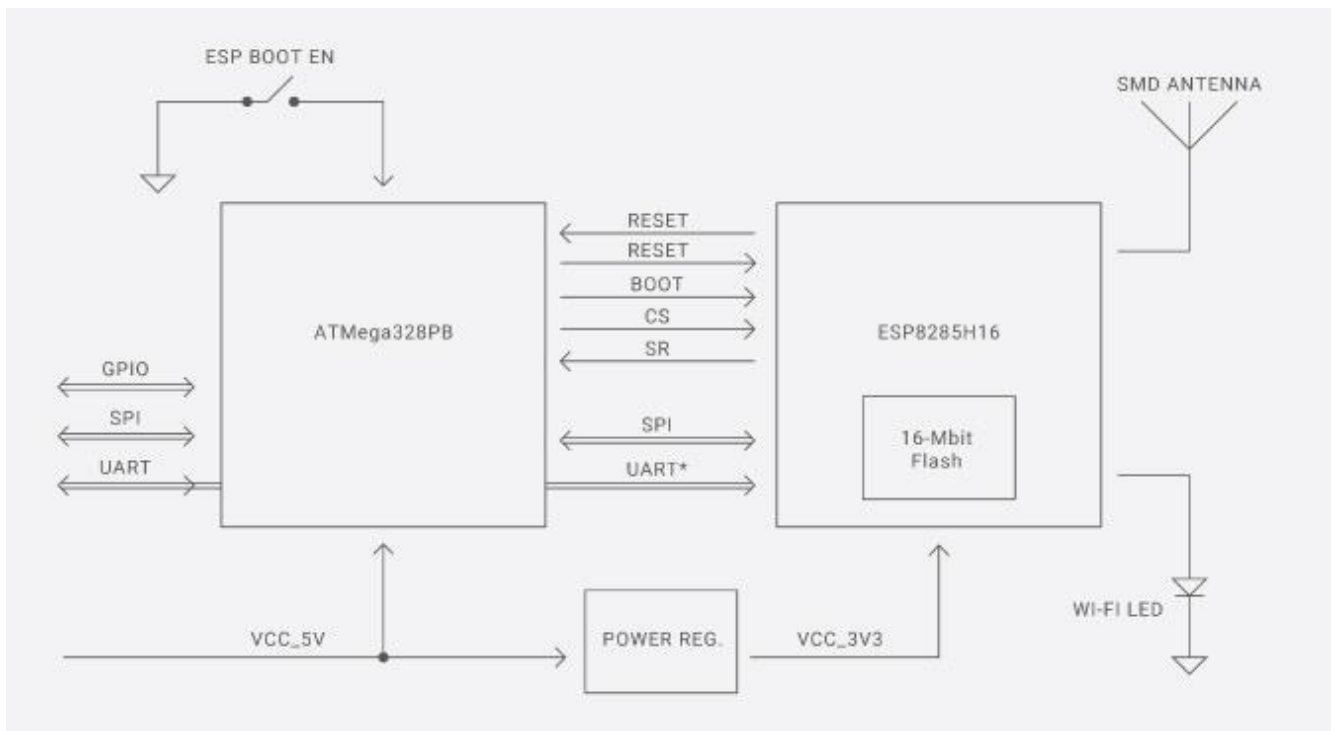 ESP BOOT EN
SMD ANTENNA
RESET
RESET
BOOT
CS
SR
ATMega328PB
ESP8285H16
GPIO
SPI
UART
SPI
UART*
16-Mbit
Flash
WI-FI LED
VCC_5V
POWER REG.
VCC_3V3